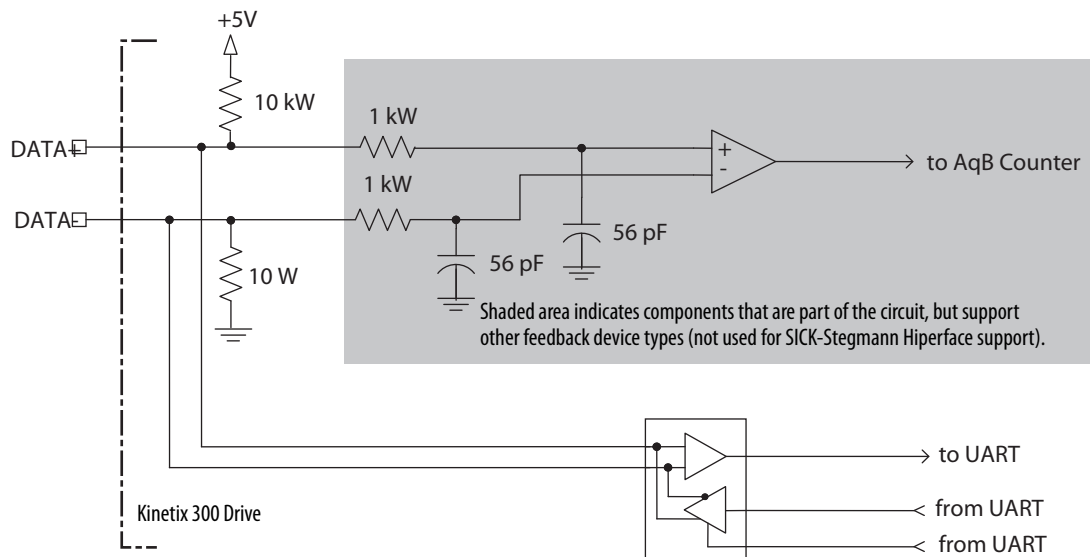 +5V
10 kW
1 kW
DATA+
+
-
to AqB Counter
1 kW
DATA-
56 pF
56 pF
10 W
Shaded area indicates components that are part of the circuit, but support
other feedback device types (not used for SICK-Stegmann Hiperface support).
to UART
Kinetix 300 Drive
from UART
from UART